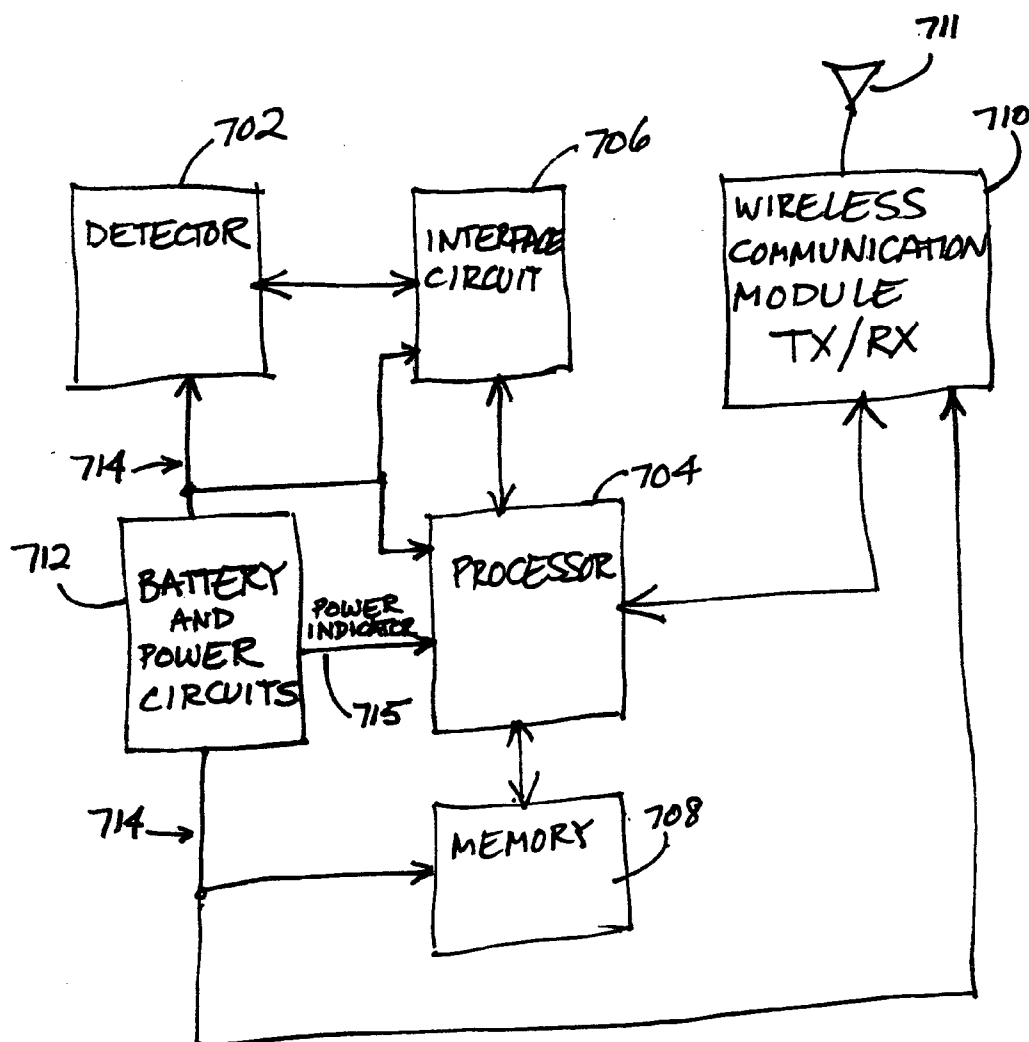 711
702
706
710
DETECTOR
INTERFACE
CIRCUIT
WIRELESS
COMMUNICATION
MODULE
TX/RX
714
704
712
BATTERY
AND
POWER
CIRCUITS
POWER
INDICATOR
715
PROCESSOR
714
MEMORY
708